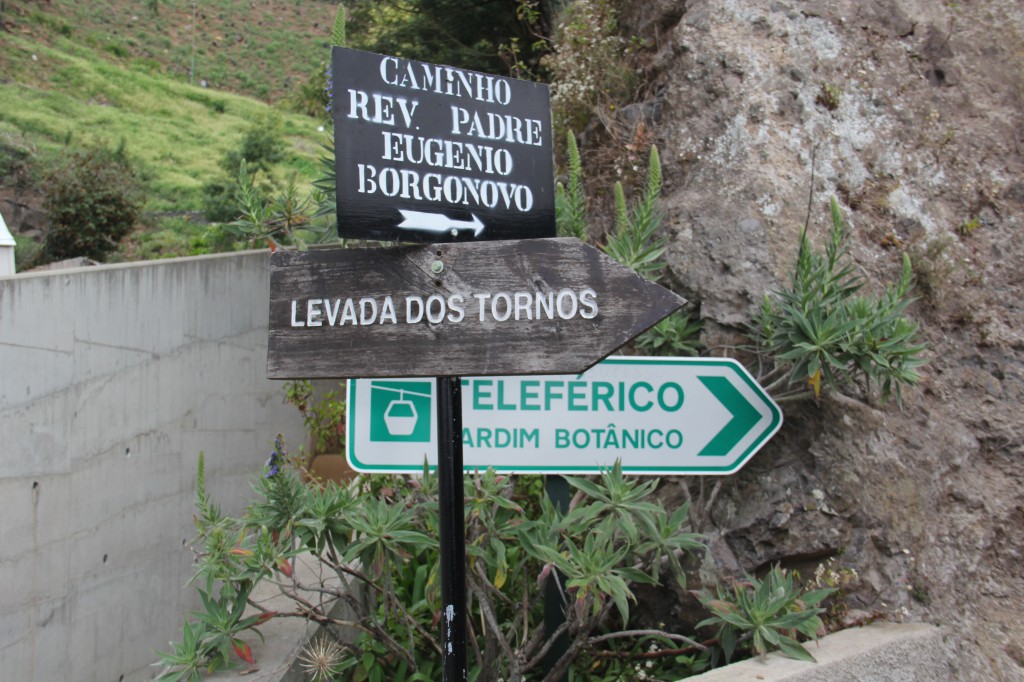 CAMINHO
REV. PADRE
EUGENIO
BORGONOVO
LEVADA DOS TORNOS
TELEFÉRICO
ARDIM BOTÂNICO